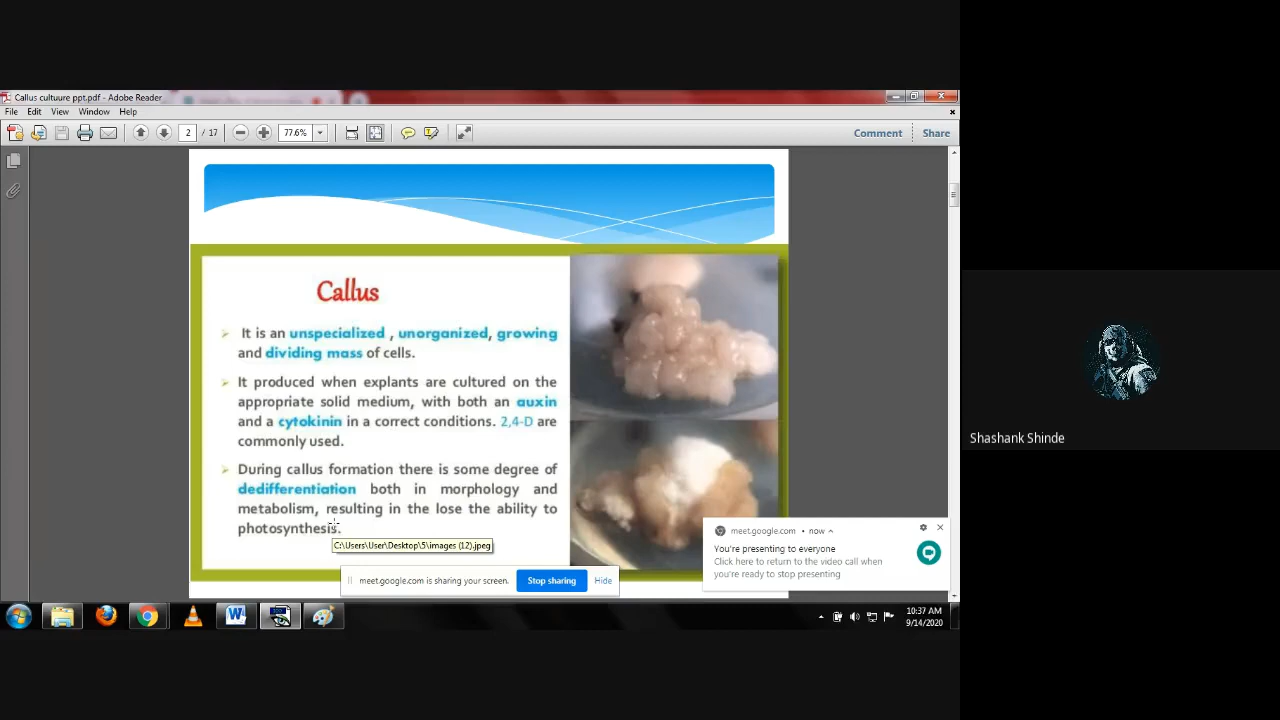 Callus cultuure ppt.pdf - Adobe Reader
File Edit View Window Help
2 / 17 77.6% Comment Share
Callus
It is an unspecialized , unorganized, growing
and dividing mass of cells.
It produced when explants are cultured on the
appropriate solid medium, with both an auxin
and a cytokinin in a correct conditions. 2,4-D are
commonly used.
During callus formation there is some degree of
dedifferentiation both in morphology and
metabolism, resulting in the lose the ability to
photosynthesis.
C:\Users\User\Desktop\5\images (12).jpeg
meet.google.com is sharing your screen. Stop sharing Hide
meet.google.com • now
You're presenting to everyone
Click here to return to the video call when
you're ready to stop presenting
10:37 AM
9/14/2020
Shashank Shinde